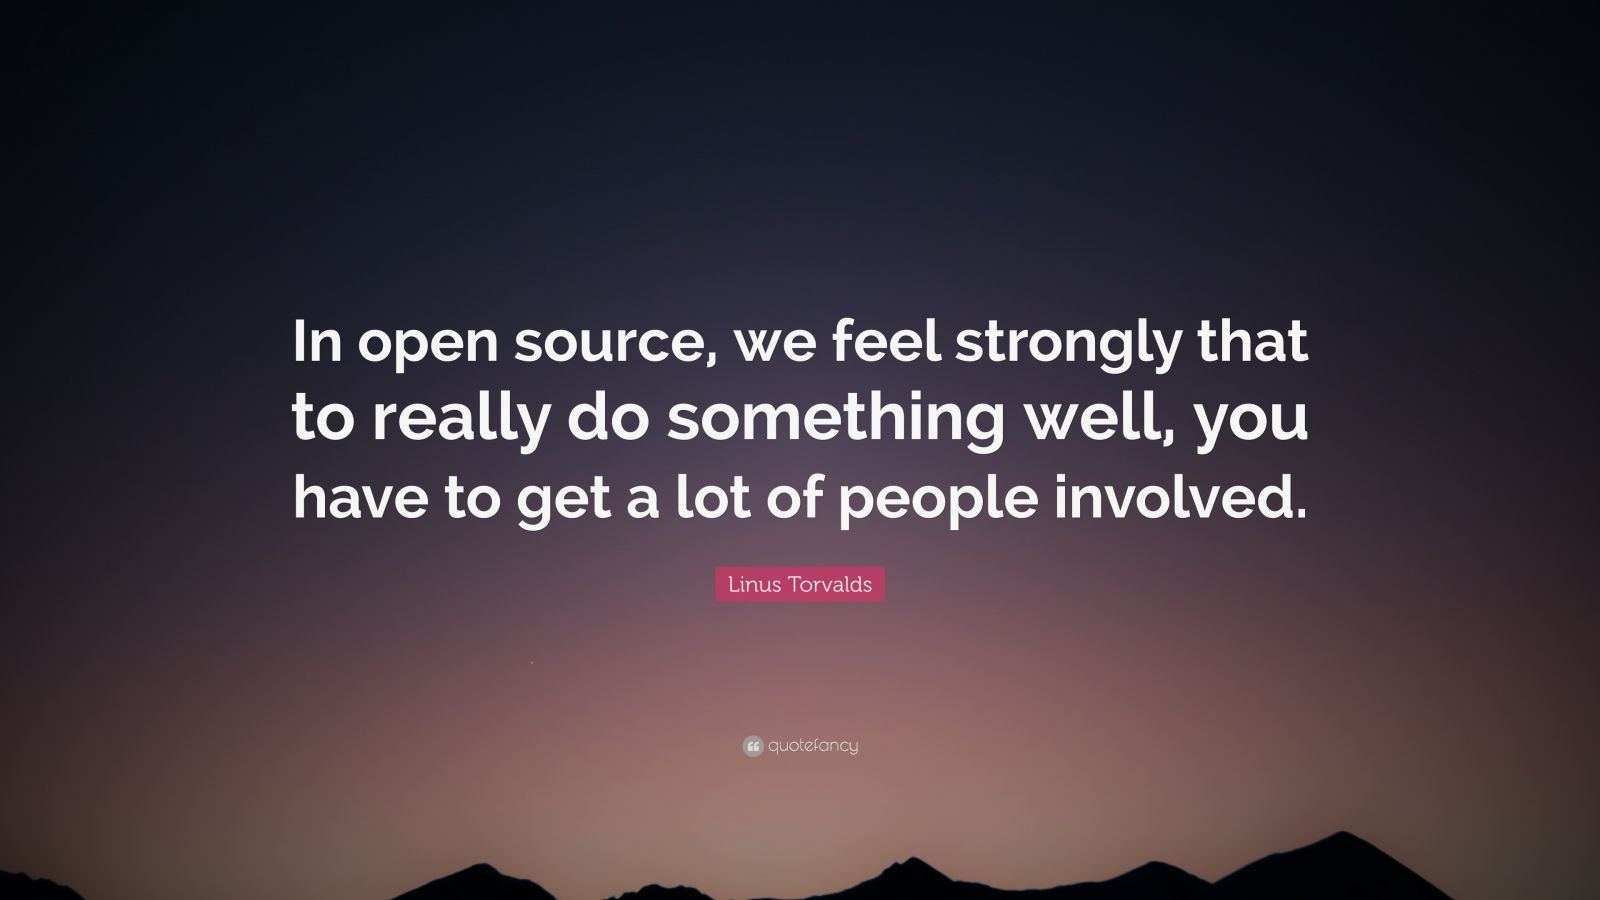 In open source, we feel strongly that
to really do something well, you
have to get a lot of people involved.
Linus Torvalds
quotefancy